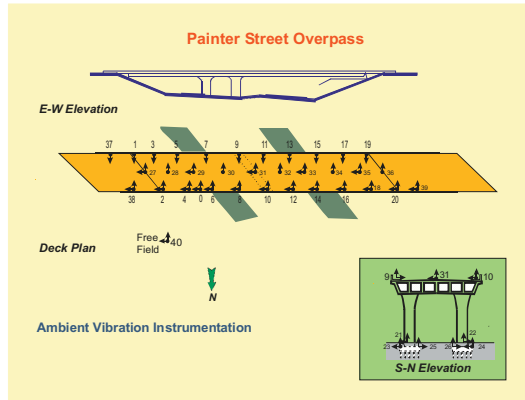 Painter Street Overpass
E-W Elevation
37 1 3 5 7 9 11 13 15 17 19
27 28 29 30 31 32 33 34 35 36
18 39
38 2 4 0 6 8 10 12 14 16 20
Free
Field
40
Deck Plan
N
Ambient Vibration Instrumentation
9 31 10
21 22
23 25 26 24
S-N Elevation